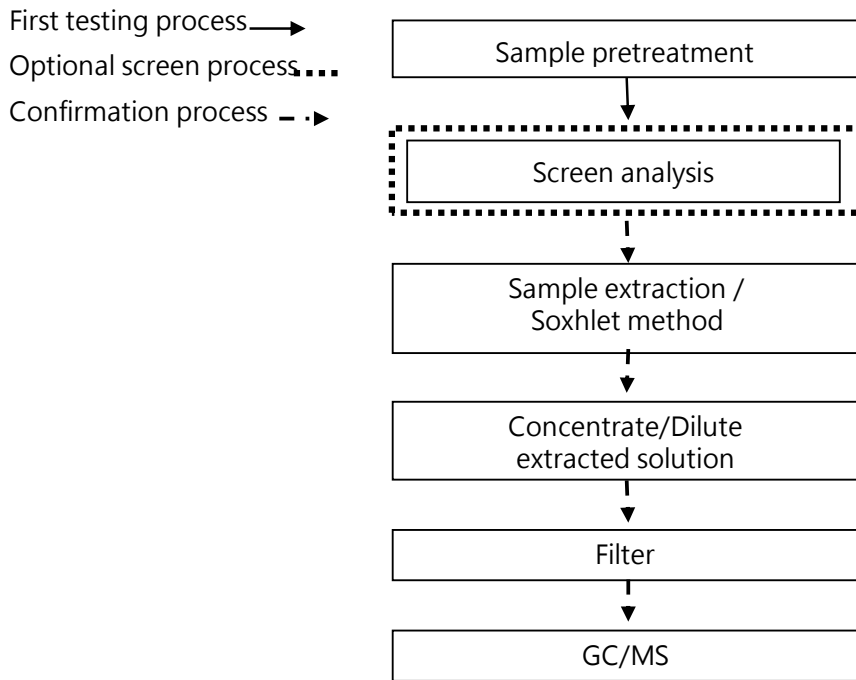 First testing process
Optional screen process
Confirmation process
Sample pretreatment
Screen analysis
Sample extraction /
Soxhlet method
Concentrate/Dilute
extracted solution
Filter
GC/MS